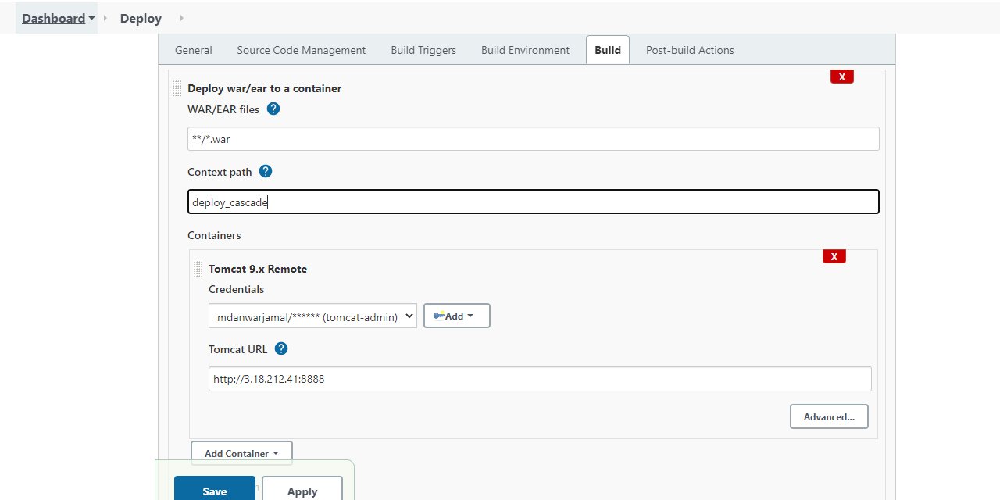 Dashboard Deploy
General Source Code Management Build Triggers Build Environment Build Post-build Actions
X
Deploy war/ear to a container
WAR/EAR files ?
**/*.war
Context path ?
deploy_cascade
Containers
X
Tomcat 9.x Remote
Credentials
mdanwarjamal/****** (tomcat-admin) Add
Tomcat URL ?
http://3.18.212.41:8888
Advanced...
Add Container
Save Apply